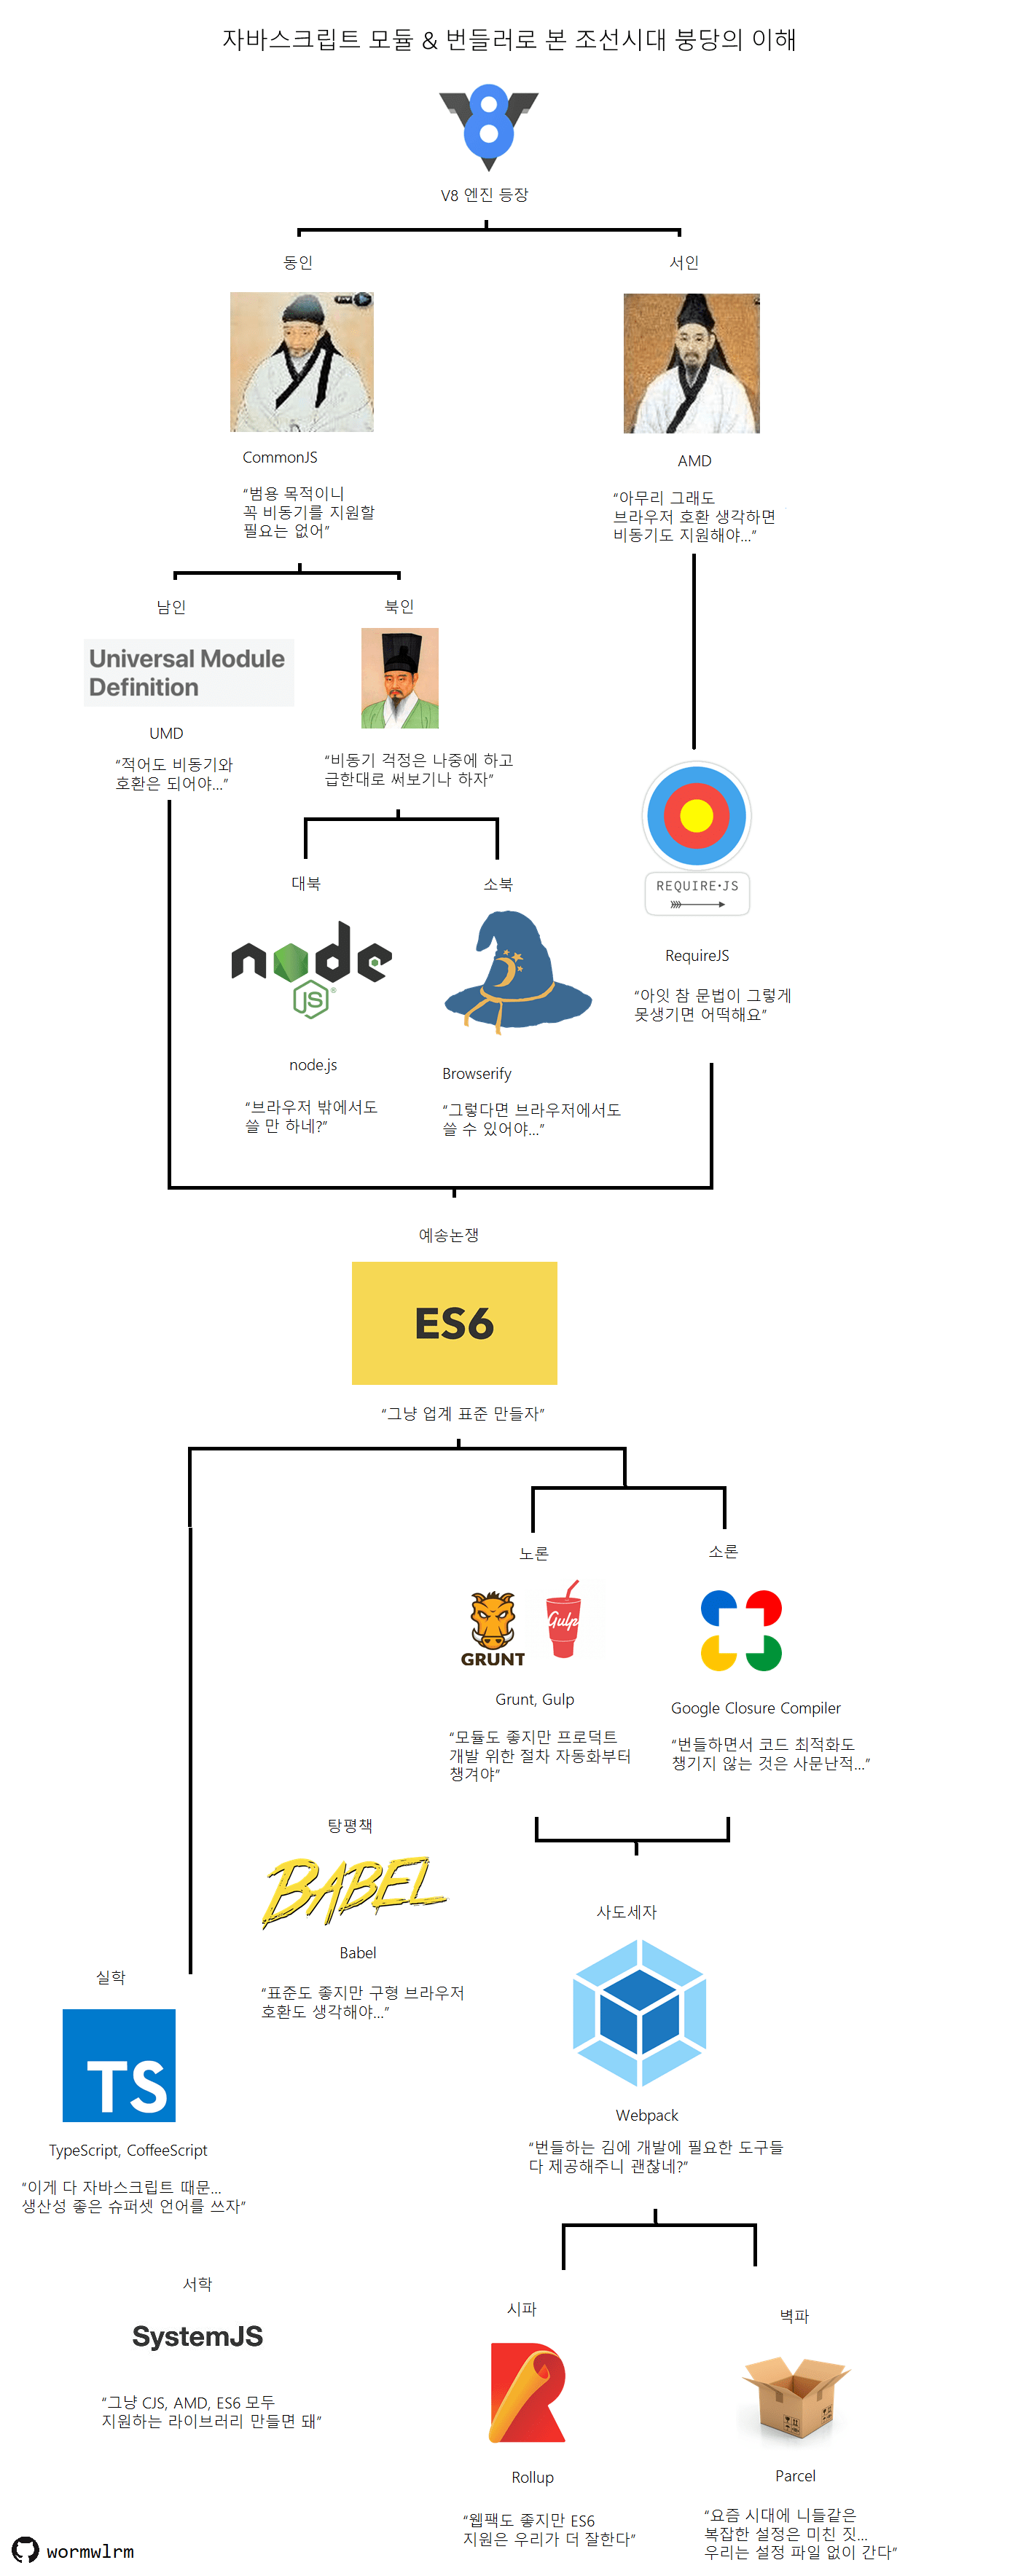 자바스크립트 모듈 & 번들러로 본 조선시대 붕당의 이해
V8 엔진 등장
동인
서인
CommonJS
"범용 목적이니
꼭 비동기를 지원할
필요는 없어"
AMD
"아무리 그래도
브라우저 호환 생각하면
비동기도 지원해야..."
남인
북인
Universal Module
Definition
UMD
"적어도 비동기와
호환은 되어야..."
"비동기 걱정은 나중에 하고
급한대로 써보기나 하자"
대북
소북
node
JS
node.js
"브라우저 밖에서도
쓸 만 하네?"
Browserify
"그렇다면 브라우저에서도
쓸 수 있어야..."
REQUIRE•JS
RequireJS
"아잇 참 문법이 그렇게
못생기면 어떡해요"
예송논쟁
ES6
"그냥 업계 표준 만들자"
노론
소론
GRUNT
Gulp
Grunt, Gulp
"모듈도 좋지만 프로덕트
개발 위한 절차 자동화부터
챙겨야"
Google Closure Compiler
"번들하면서 코드 최적화도
챙기지 않는 것은 사문난적..."
탕평책
BABEL
Babel
"표준도 좋지만 구형 브라우저
호환도 생각해야..."
사도세자
Webpack
"번들하는 김에 개발에 필요한 도구들
다 제공해주니 괜찮네?"
실학
TS
TypeScript, CoffeeScript
"이게 다 자바스크립트 때문...
생산성 좋은 슈퍼셋 언어를 쓰자"
서학
SystemJS
"그냥 CJS, AMD, ES6 모두
지원하는 라이브러리 만들면 돼"
시파
벽파
Rollup
"웹팩도 좋지만 ES6
지원은 우리가 더 잘한다"
Parcel
"요즘 시대에 니들같은
복잡한 설정은 미친 짓...
우리는 설정 파일 없이 간다"
wormwlrm